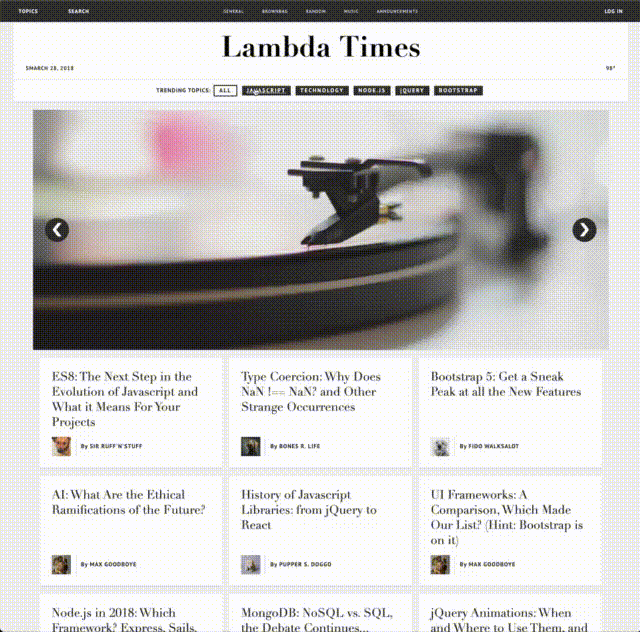 TOPICS SEARCH GENERAL BROWNBAG RANDOM MUSIC ANNOUNCEMENTS LOG IN
Lambda Times
SMARCH 28, 2019 98°
TRENDING TOPICS: ALL JAVASCRIPT TECHNOLOGY NODE.JS JQUERY BOOTSTRAP
❮ ❯
ES8: The Next Step in the
Evolution of Javascript and
What it Means For Your
Projects
By SIR RUFF'N'STUFF
Type Coercion: Why Does
NaN !== NaN? and Other
Strange Occurrences
By BONES R. LIFE
Bootstrap 5: Get a Sneak
Peak at all the New Features
By FIDO WALKSALOT
AI: What Are the Ethical
Ramifications of the Future?
By MAX GOODBOYE
History of Javascript
Libraries: from jQuery to
React
By PUPPER S. DOGGO
UI Frameworks: A
Comparison, Which Made
Our List? (Hint: Bootstrap is
on it)
By MAX GOODBOYE
Node.js in 2018: Which
Framework? Express, Sails,
MongoDB: NoSQL vs. SQL,
the Debate Continues...
jQuery Animations: When
and Where to Use Them, and